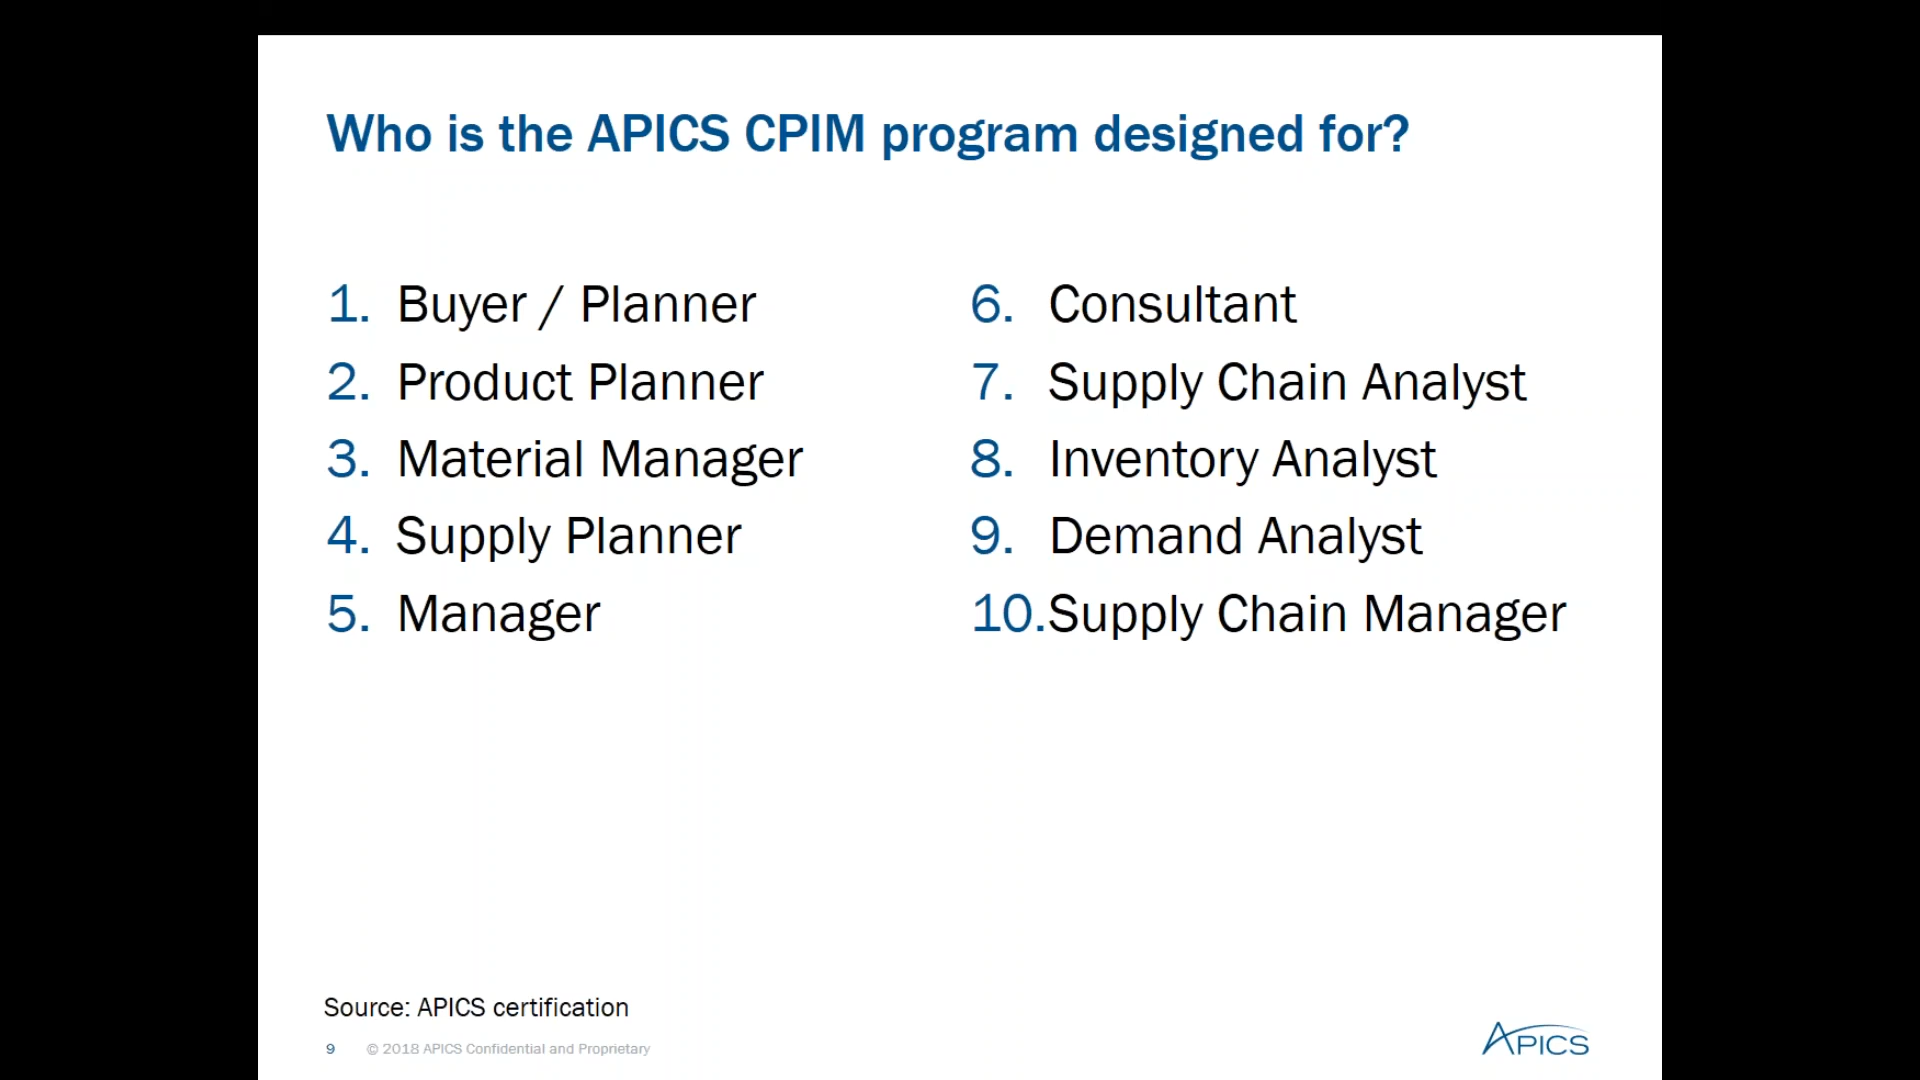 Who is the APICS CPIM program designed for?
1. Buyer / Planner
2. Product Planner
3. Material Manager
4. Supply Planner
5. Manager
6. Consultant
7. Supply Chain Analyst
8. Inventory Analyst
9. Demand Analyst
10. Supply Chain Manager
Source: APICS certification
9 © 2018 APICS Confidential and Proprietary
APICS